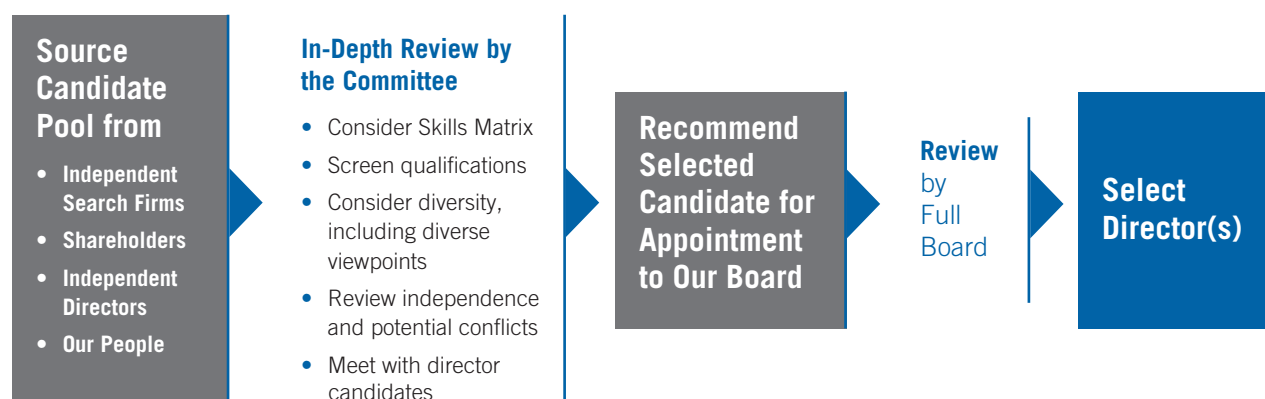 Source
Candidate
Pool from
• Independent
Search Firms
• Shareholders
• Independent
Directors
• Our People
In-Depth Review by
the Committee
• Consider Skills Matrix
• Screen qualifications
• Consider diversity,
including diverse
viewpoints
• Review independence
and potential conflicts
• Meet with director
candidates
Recommend
Selected
Candidate for
Appointment
to Our Board
Review
by
Full
Board
Select
Director(s)